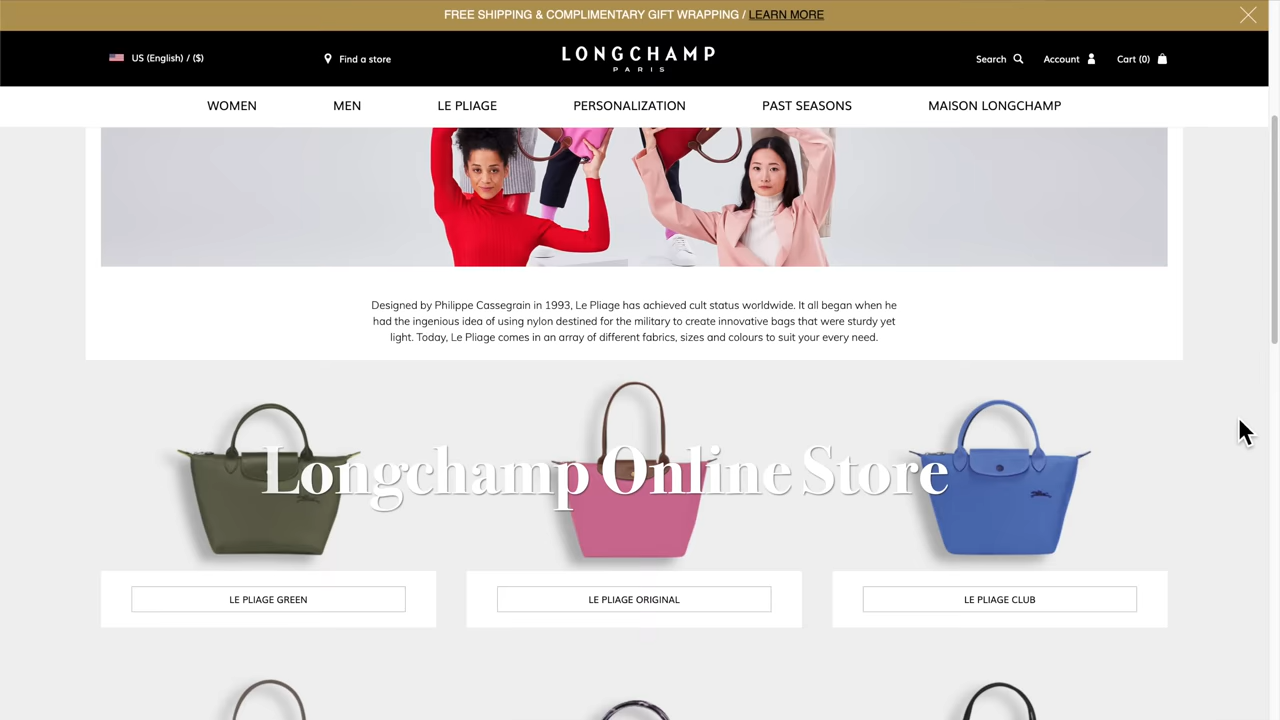 FREE SHIPPING & COMPLIMENTARY GIFT WRAPPING / LEARN MORE
US (English) / ($)
Find a store
LONGCHAMP
PARIS
Search
Account
Cart (0)
WOMEN
MEN
LE PLIAGE
PERSONALIZATION
PAST SEASONS
MAISON LONGCHAMP
Designed by Philippe Cassegrain in 1993, Le Pliage has achieved cult status worldwide. It all began when he
had the ingenious idea of using nylon destined for the military to create innovative bags that were sturdy yet
light. Today, Le Pliage comes in an array of different fabrics, sizes and colours to suit your every need.
Longchamp Online Store
LE PLIAGE GREEN
LE PLIAGE ORIGINAL
LE PLIAGE CLUB